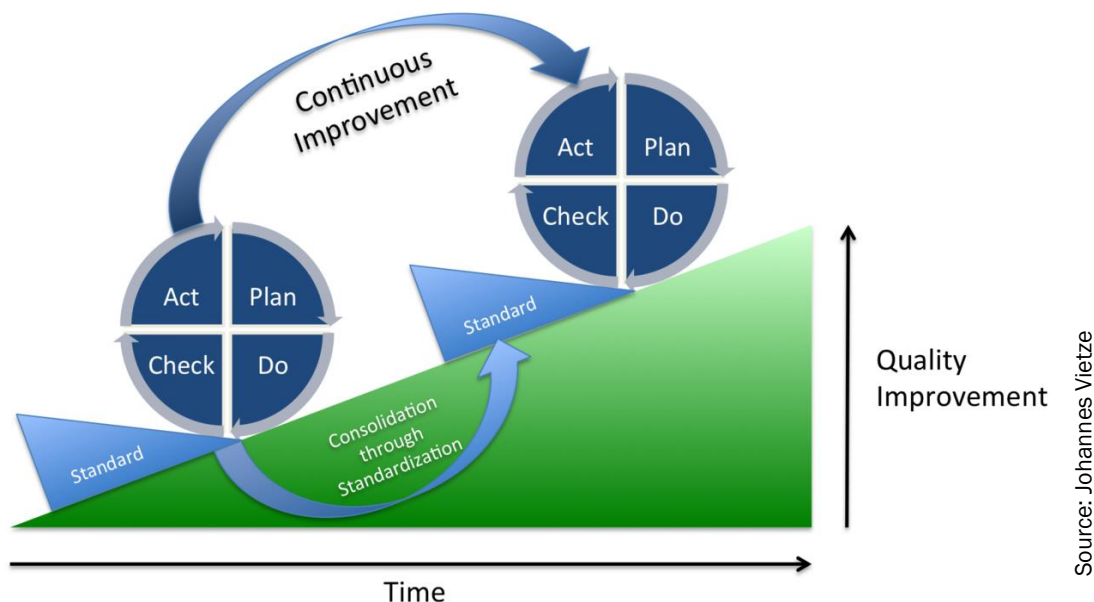 Continuous
Improvement
Act
Plan
Check
Do
Standard
Act
Plan
Check
Do
Standard
Consolidation
through
Standardization
Quality
Improvement
Time
Source: Johannes Vietze